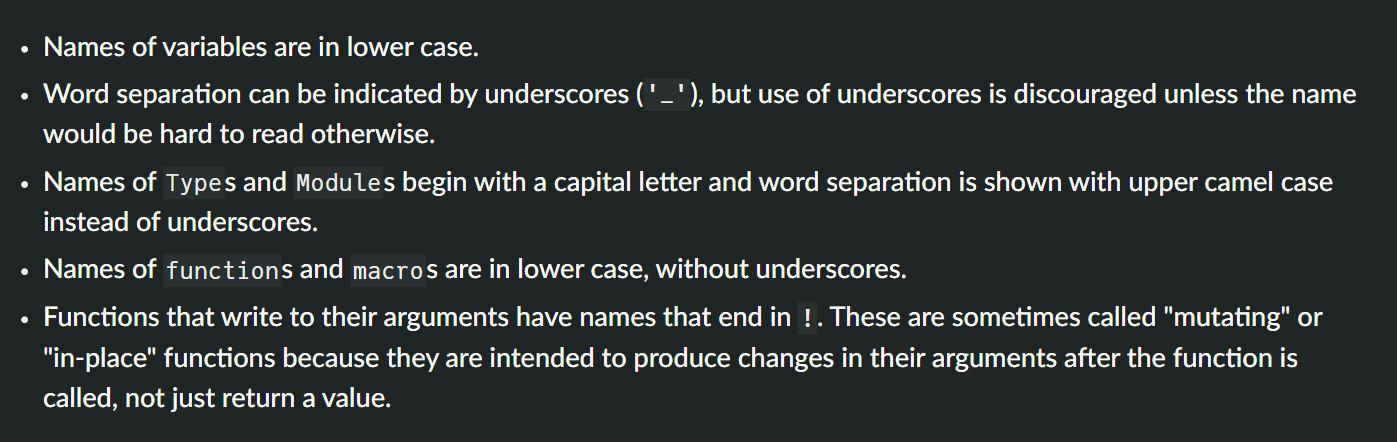 • Names of variables are in lower case.
• Word separation can be indicated by underscores ('_'), but use of underscores is discouraged unless the name
would be hard to read otherwise.
• Names of Types and Modules begin with a capital letter and word separation is shown with upper camel case
instead of underscores.
• Names of functions and macros are in lower case, without underscores.
• Functions that write to their arguments have names that end in !. These are sometimes called "mutating" or
"in-place" functions because they are intended to produce changes in their arguments after the function is
called, not just return a value.